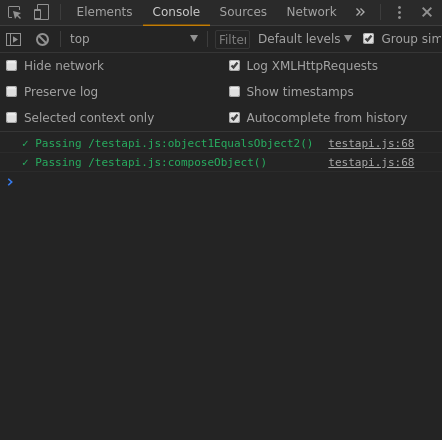 Elements Console Sources Network »
top Filter Default levels Group sim
Hide network Log XMLHttpRequests
Preserve log Show timestamps
Selected context only Autocomplete from history
✓ Passing /testapi.js:object1EqualsObject2() testapi.js:68
✓ Passing /testapi.js:composeObject() testapi.js:68